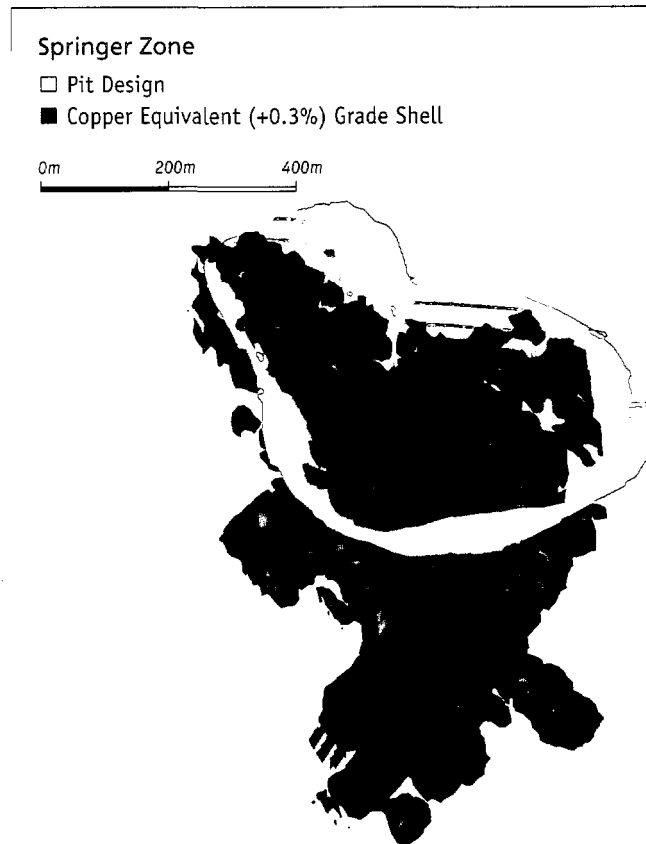 Springer Zone
□ Pit Design
■ Copper Equivalent (+0.3%) Grade Shell
0m 200m 400m